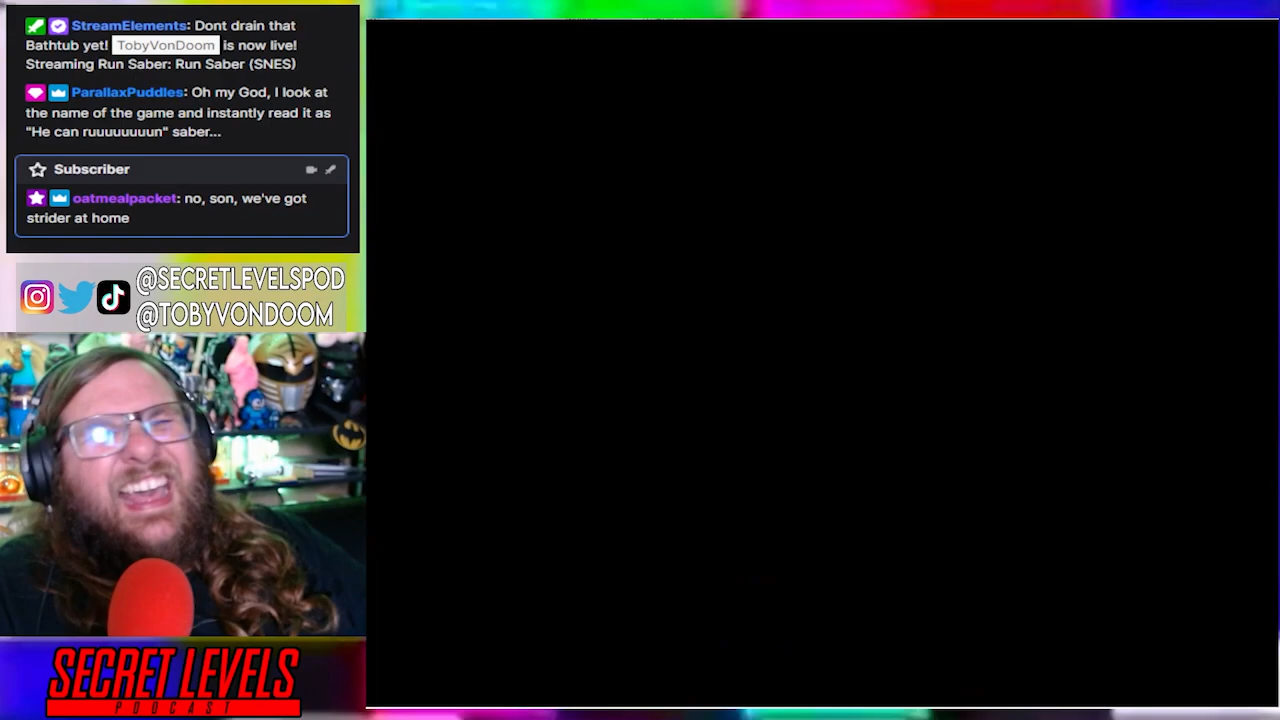 StreamElements: Dont drain that
Bathtub yet! TobyVonDoom is now live!
Streaming Run Saber: Run Saber (SNES)
ParallaxPuddles: Oh my God, I look at
the name of the game and instantly read it as
"He can ruuuuuuuun" saber...
Subscriber
oatmealpacket: no, son, we've got
strider at home
@SECRETLEVELSPOD
@TOBYVONDOOM
SECRET LEVELS
PODCAST